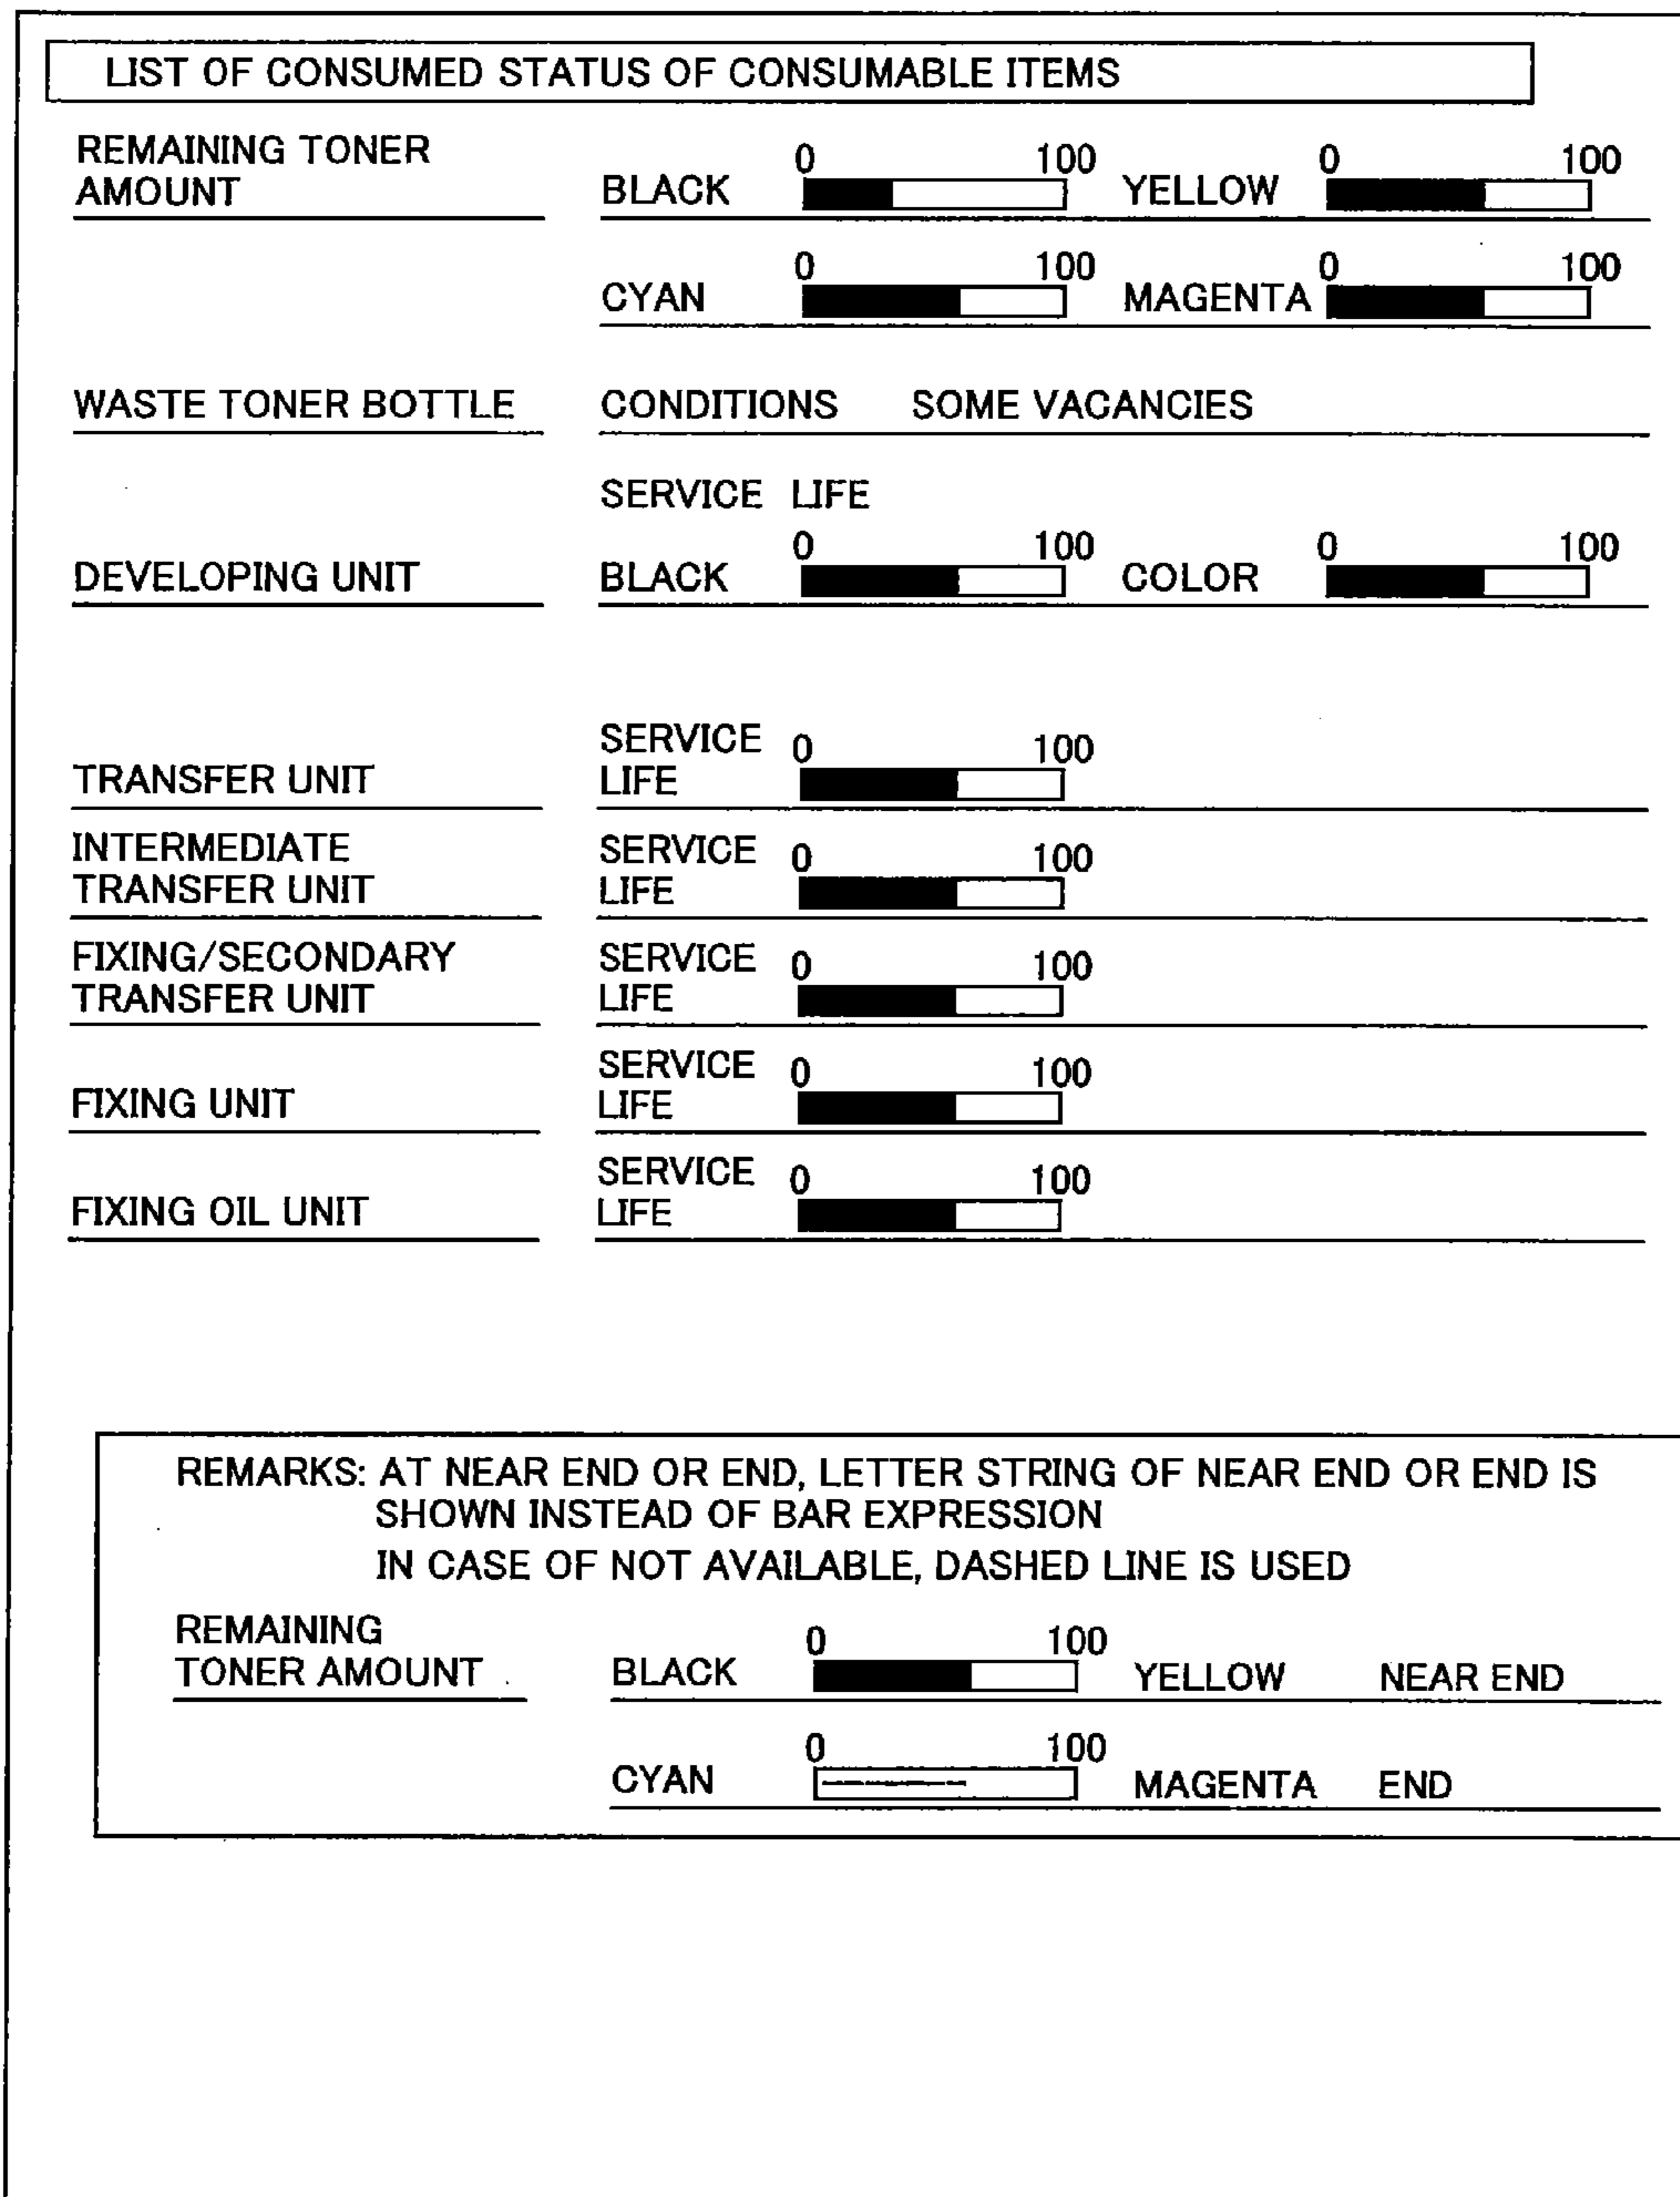 LIST OF CONSUMED STATUS OF CONSUMABLE ITEMS
REMAINING TONER
AMOUNT
BLACK 0 100 YELLOW 0 100
CYAN 0 100 MAGENTA 0 100
WASTE TONER BOTTLE CONDITIONS SOME VACANCIES
SERVICE LIFE
DEVELOPING UNIT BLACK 0 100 COLOR 0 100
TRANSFER UNIT
SERVICE
LIFE
0 100
INTERMEDIATE
TRANSFER UNIT
SERVICE
LIFE
0 100
FIXING/SECONDARY
TRANSFER UNIT
SERVICE
LIFE
0 100
FIXING UNIT
SERVICE
LIFE
0 100
FIXING OIL UNIT
SERVICE
LIFE
0 100
REMARKS: AT NEAR END OR END, LETTER STRING OF NEAR END OR END IS
SHOWN INSTEAD OF BAR EXPRESSION
IN CASE OF NOT AVAILABLE, DASHED LINE IS USED
REMAINING
TONER AMOUNT
BLACK 0 100 YELLOW NEAR END
CYAN 0 100 MAGENTA END